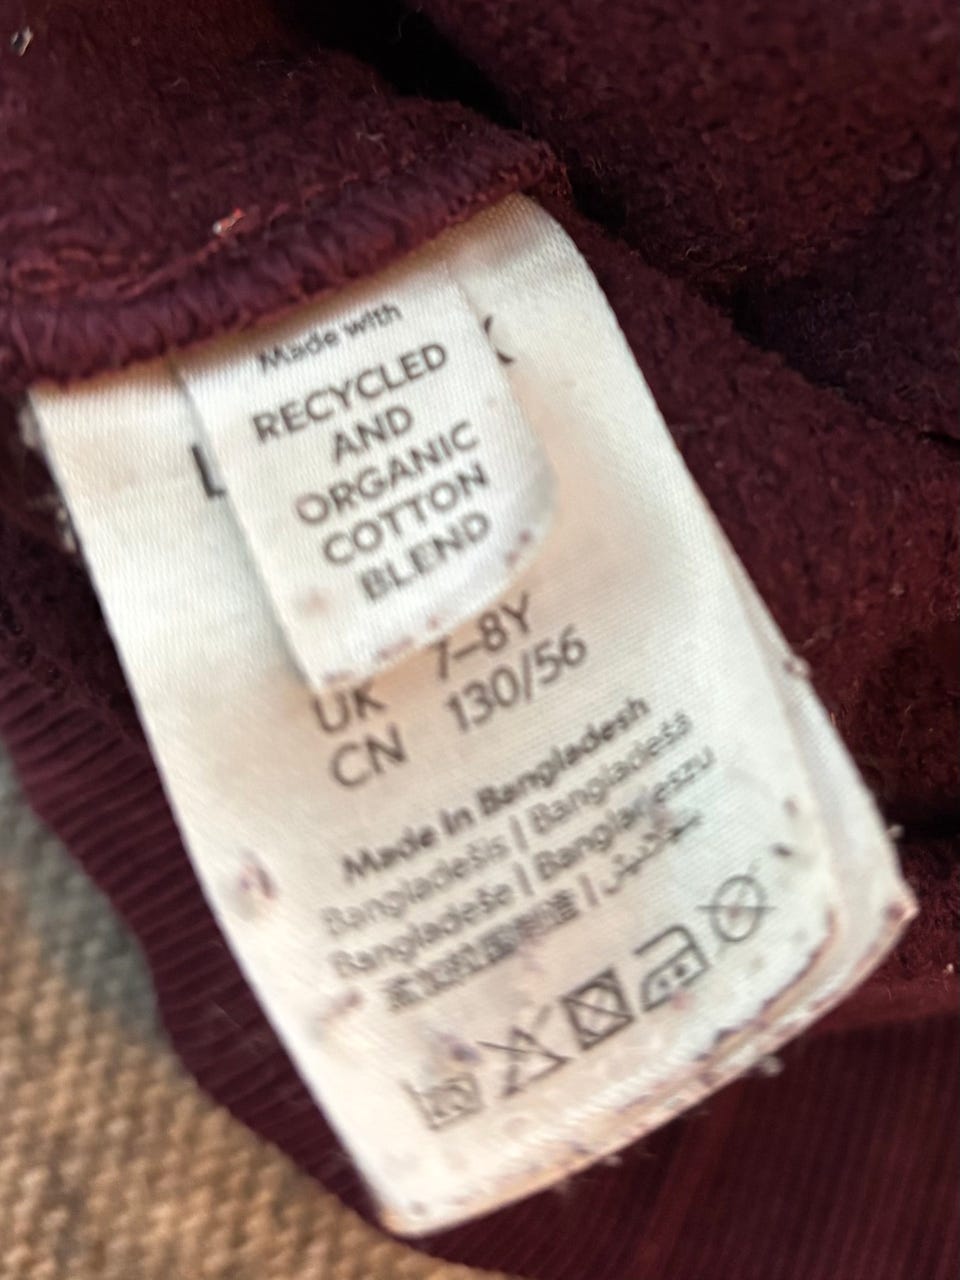 Made with
RECYCLED
AND
ORGANIC
COTTON
BLEND
UK 7–8Y
CN 130/56
Made in Bangladesh
Bangladešis | Bangladeşă
Bangladeše | Bangladeszu